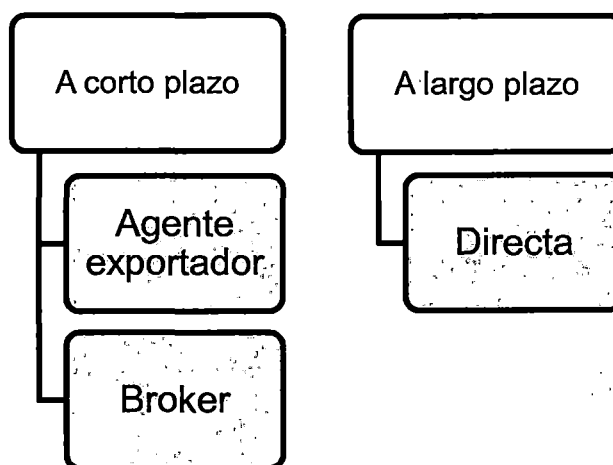 A corto plazo
Agente
exportador
Broker
A largo plazo
Directa